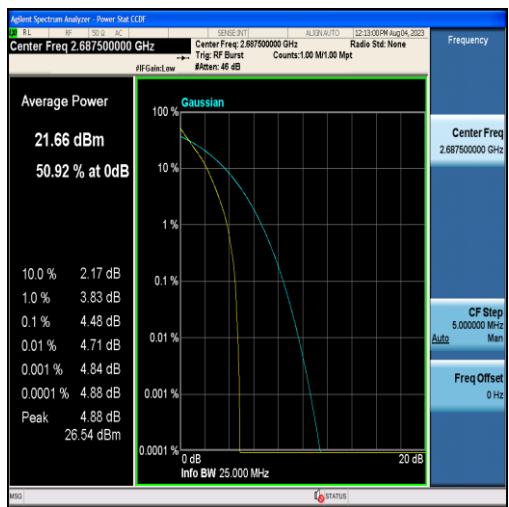 Agilent Spectrum Analyzer - Power Stat CCDF
RL RF 50 Ω AC SENSE:INT ALIGN AUTO 12:13:00PM Aug 04, 2023
Center Freq 2.687500000 GHz
Center Freq: 2.687500000 GHz Radio Std: None
Trig: RF Burst Counts:1.00 M/1.00 Mpt
#IFGain:Low #Atten: 46 dB
Frequency
Average Power
21.66 dBm
50.92 % at 0dB
10.0 % 2.17 dB
1.0 % 3.83 dB
0.1 % 4.48 dB
0.01 % 4.71 dB
0.001 % 4.84 dB
0.0001 % 4.88 dB
Peak 4.88 dB
26.54 dBm
Gaussian
100 %
10 %
1 %
0.1 %
0.01 %
0.001 %
0.0001 %
0 dB 20 dB
Info BW 25.000 MHz
Center Freq
2.687500000 GHz
CF Step
5.000000 MHz
Auto Man
Freq Offset
0 Hz
MSG STATUS